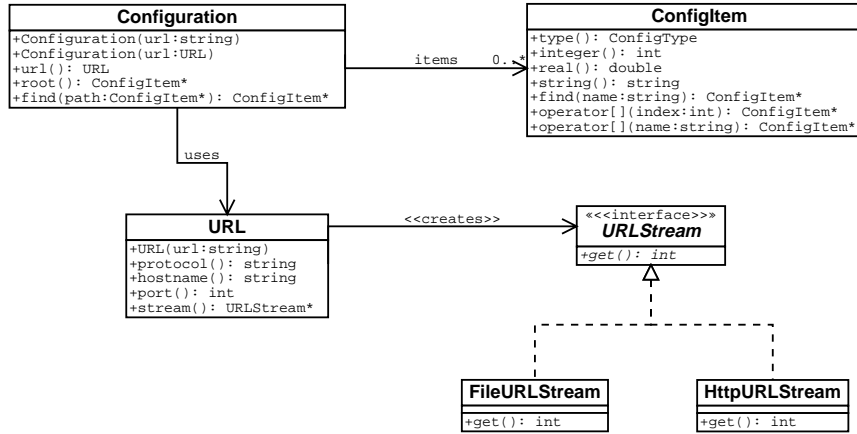 Configuration
+Configuration(url:string)
+Configuration(url:URL)
+url(): URL
+root(): ConfigItem*
+find(path:ConfigItem*): ConfigItem*
items
0..*
ConfigItem
+type(): ConfigType
+integer(): int
+real(): double
+string(): string
+find(name:string): ConfigItem*
+operator[](index:int): ConfigItem*
+operator[](name:string): ConfigItem*
uses
URL
+URL(url:string)
+protocol(): string
+hostname(): string
+port(): int
+stream(): URLStream*
<<creates>>
«<<interface>>»
URLStream
+get(): int
FileURLStream
+get(): int
HttpURLStream
+get(): int